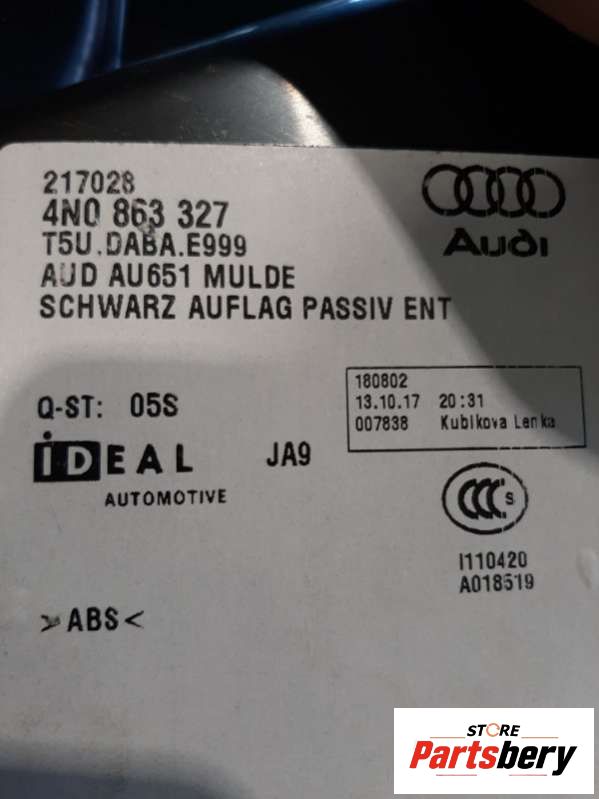 217028
4N0 863 327
T5U.DABA.E999
AUD AU651 MULDE
SCHWARZ AUFLAG PASSIV ENT
Audi
Q-ST: 05S
iDEAL
AUTOMOTIVE
JA9
180802
13.10.17 20:31
007838 Kubikova Lenka
CCC S
I110420
A018519
>ABS<
STORE
Partsbery